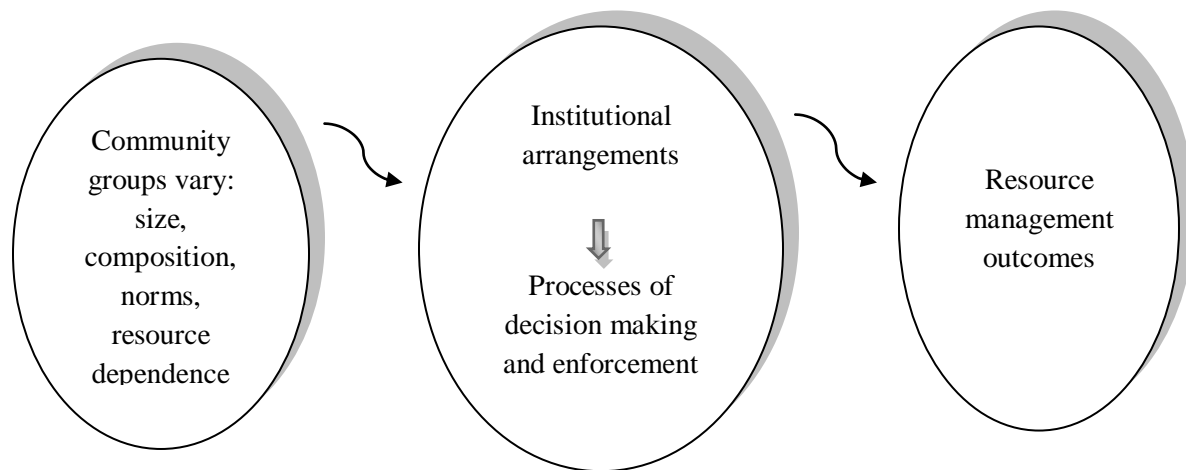 Community
groups vary:
size,
composition,
norms,
resource
dependence
Institutional
arrangements
Processes of
decision making
and enforcement
Resource
management
outcomes